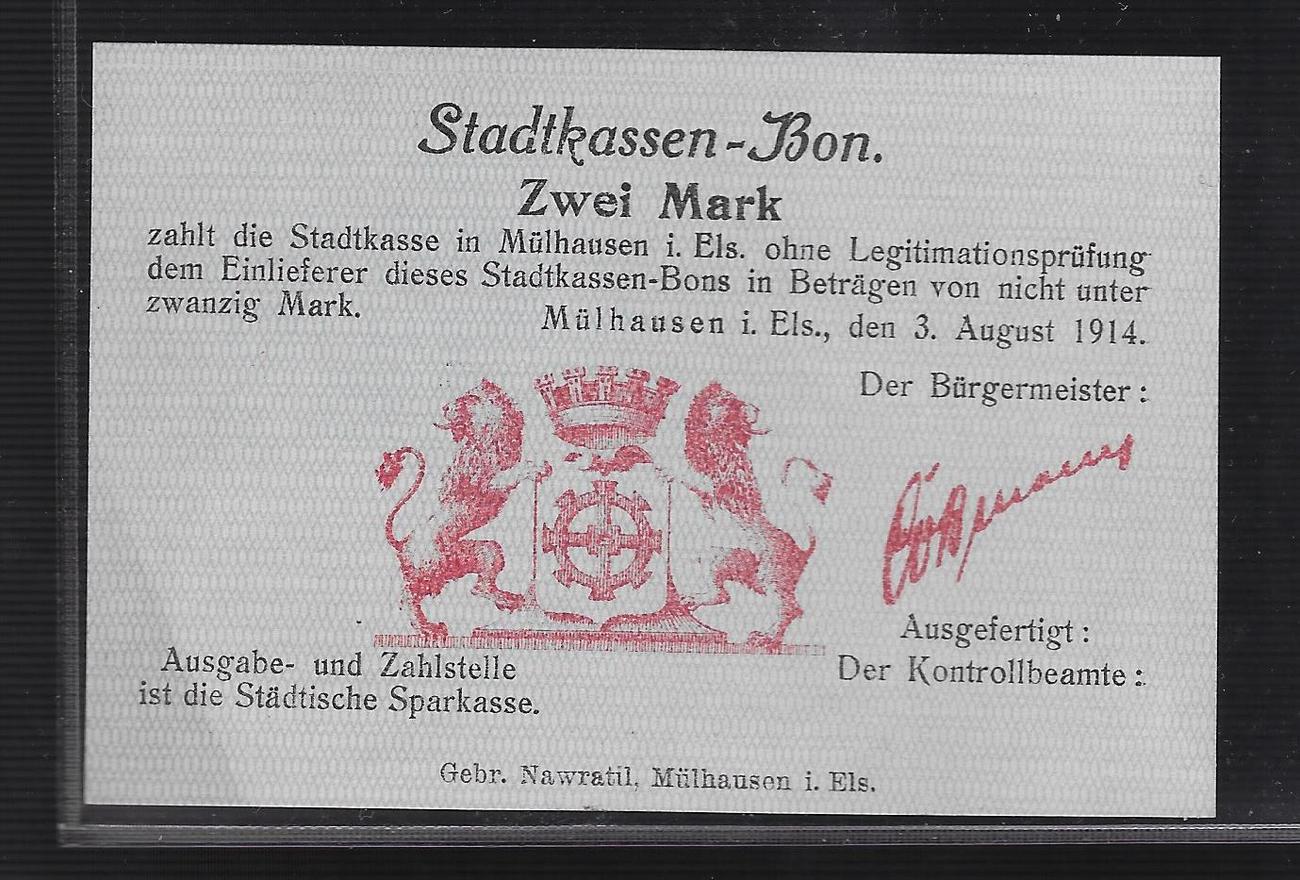 Stadtkassen-Bon.
Zwei Mark
zahlt die Stadtkasse in Mülhausen i. Els. ohne Legitimationsprüfung
dem Einlieferer dieses Stadtkassen-Bons in Beträgen von nicht unter
zwanzig Mark.
Mülhausen i. Els., den 3. August 1914.
Der Bürgermeister:
Ausgefertigt:
Der Kontrollbeamte:
Ausgabe- und Zahlstelle
ist die Städtische Sparkasse.
Gebr. Nawratil, Mülhausen i. Els.